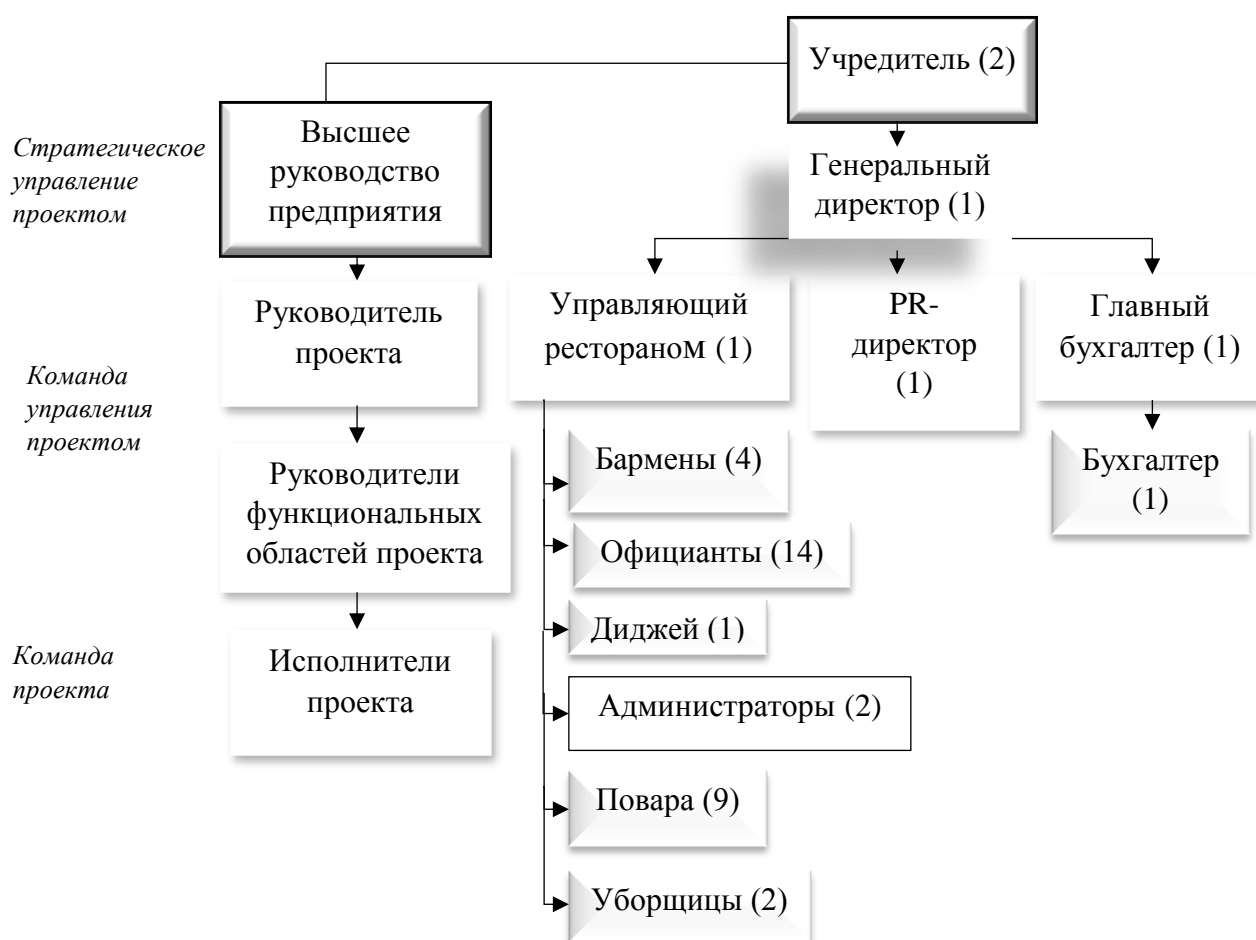 Учредитель (2)
Стратегическое
управление
проектом
Высшее
руководство
предприятия
Генеральный
директор (1)
Команда
управления
проектом
Руководитель
проекта
Управляющий
рестораном (1)
PR-
директор
(1)
Главный
бухгалтер (1)
Руководители
функциональных
областей проекта
Бармены (4)
Бухгалтер
(1)
Официанты (14)
Команда
проекта
Исполнители
проекта
Диджей (1)
Администраторы (2)
Повара (9)
Уборщицы (2)